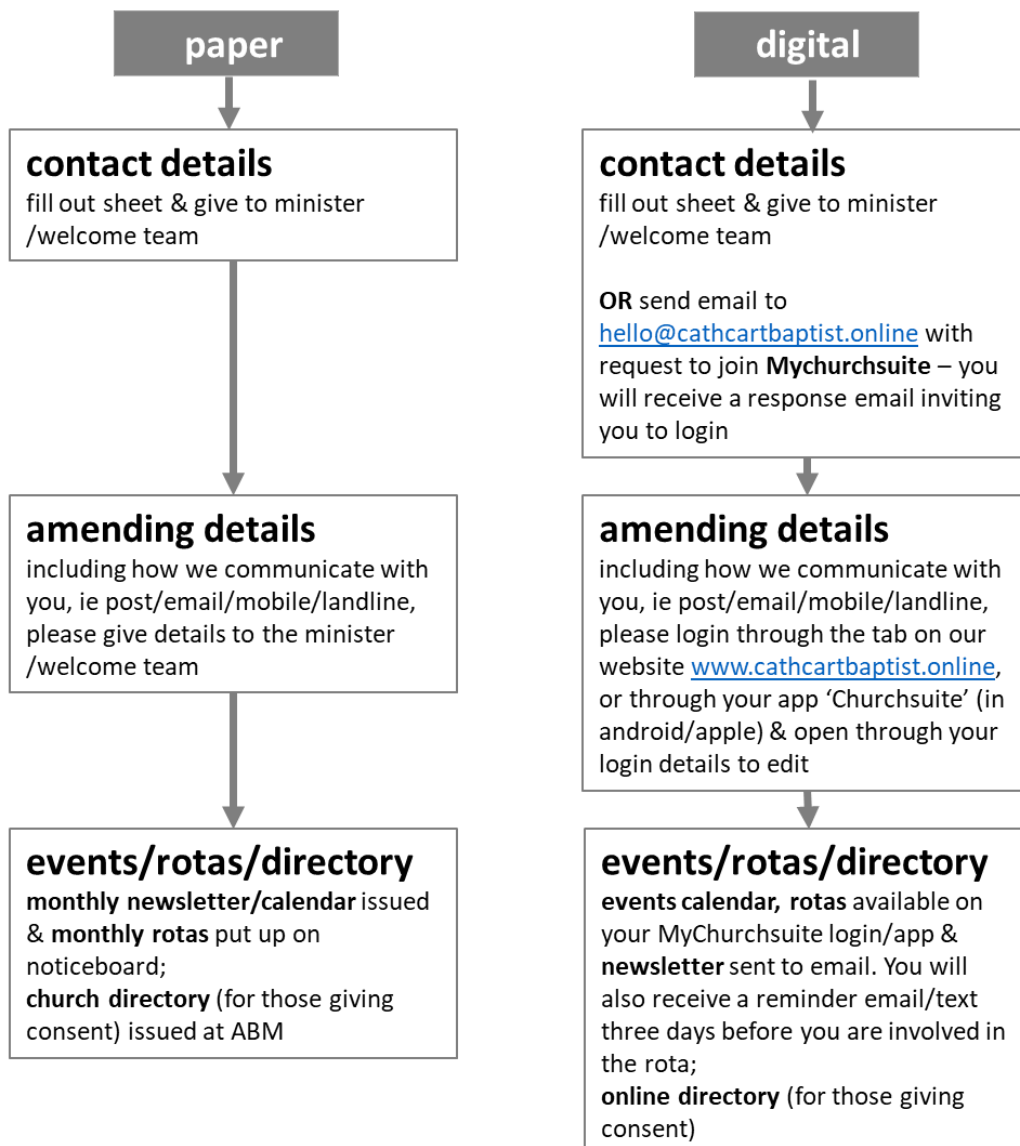 paper
contact details
fill out sheet & give to minister
/welcome team
amending details
including how we communicate with
you, ie post/email/mobile/landline,
please give details to the minister
/welcome team
events/rotas/directory
monthly newsletter/calendar issued
& monthly rotas put up on
noticeboard;
church directory (for those giving
consent) issued at ABM
digital
contact details
fill out sheet & give to minister
/welcome team
OR send email to
hello@cathcartbaptist.online with
request to join Mychurchsuite – you
will receive a response email inviting
you to login
amending details
including how we communicate with
you, ie post/email/mobile/landline,
please login through the tab on our
website www.cathcartbaptist.online,
or through your app ‘Churchsuite’ (in
android/apple) & open through your
login details to edit
events/rotas/directory
events calendar, rotas available on
your MyChurchsuite login/app &
newsletter sent to email. You will
also receive a reminder email/text
three days before you are involved in
the rota;
online directory (for those giving
consent)